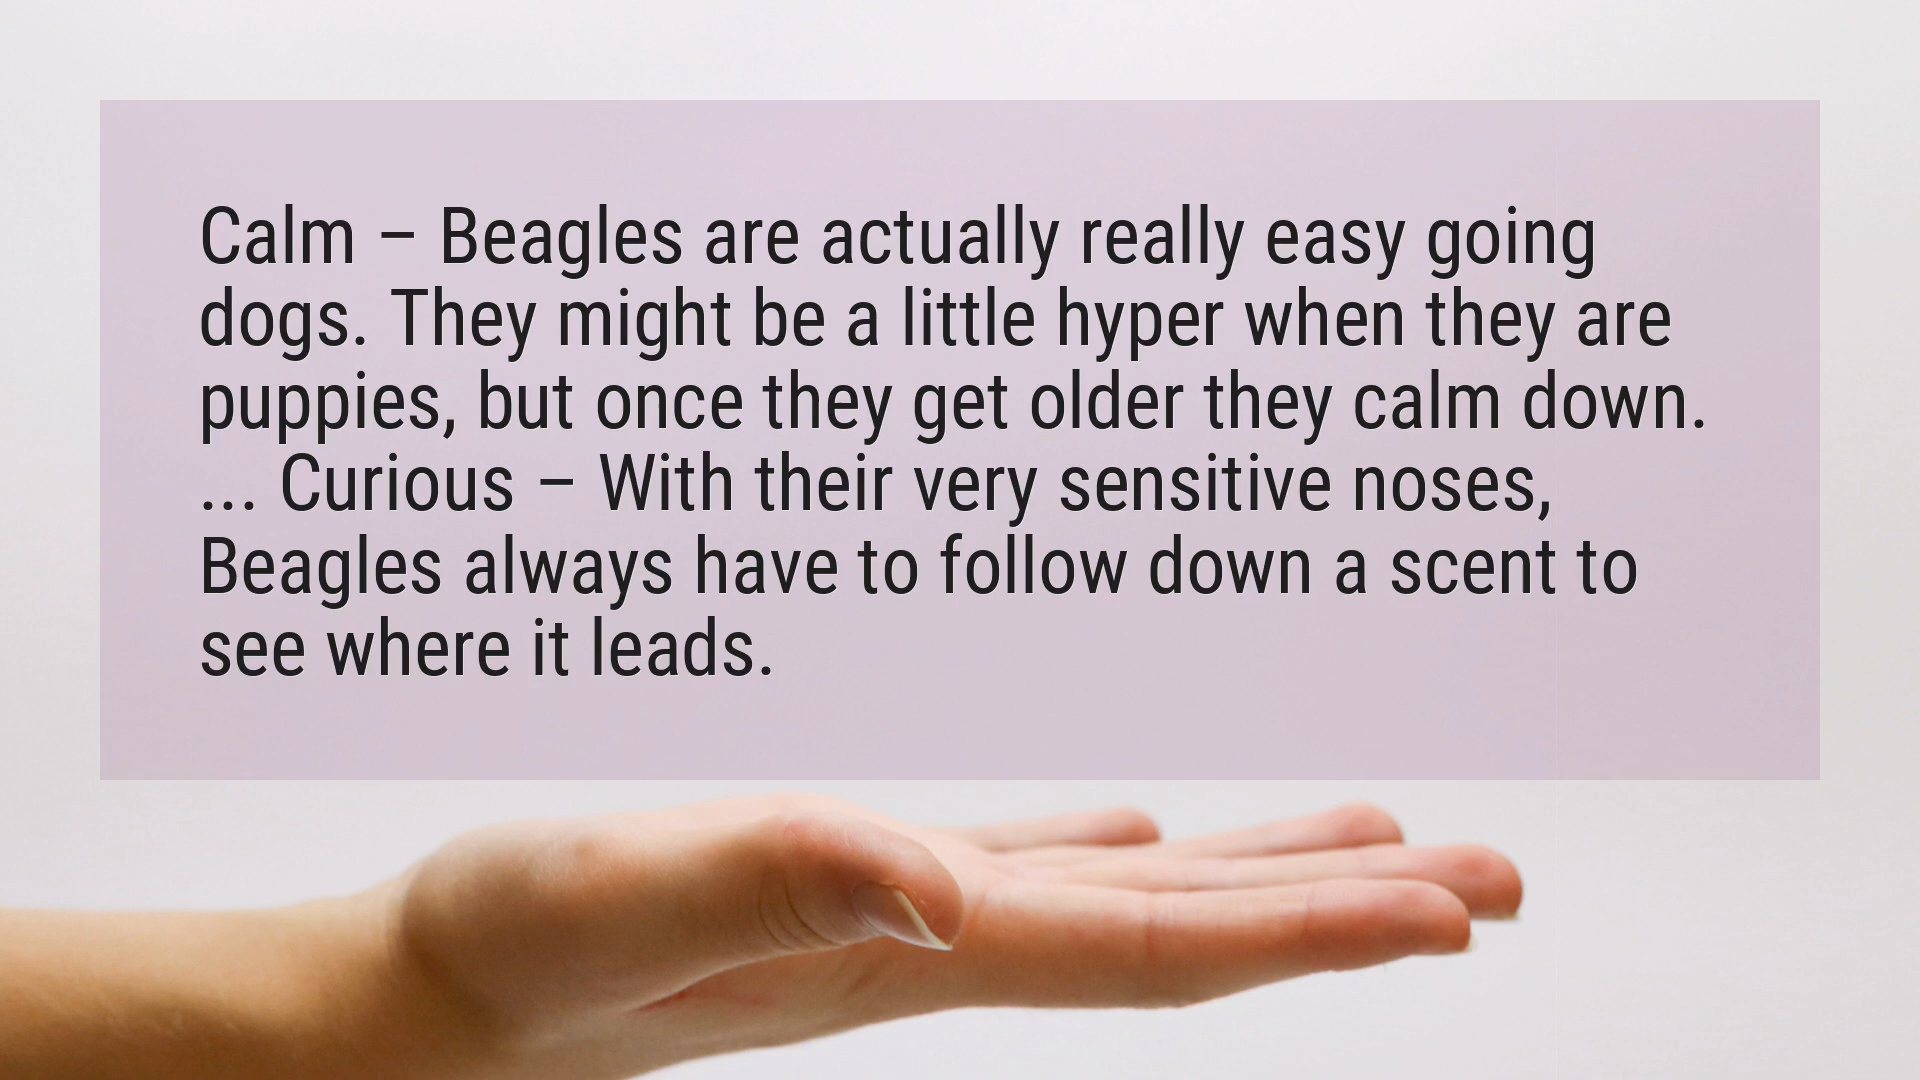 Calm – Beagles are actually really easy going
dogs. They might be a little hyper when they are
puppies, but once they get older they calm down.
... Curious – With their very sensitive noses,
Beagles always have to follow down a scent to
see where it leads.